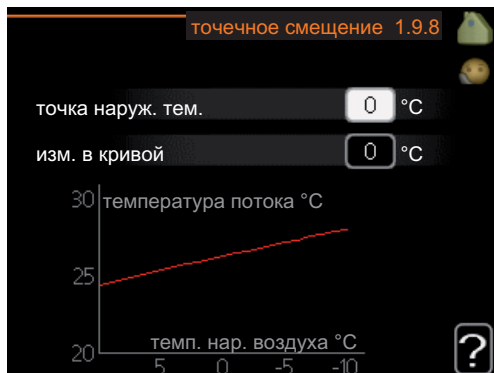 точечное смещение 1.9.8
точка наруж. тем. 0 °C
изм. в кривой 0 °C
30 температура потока °C
25
20 темп. нар. воздуха °C
5 0 -5 -10
?